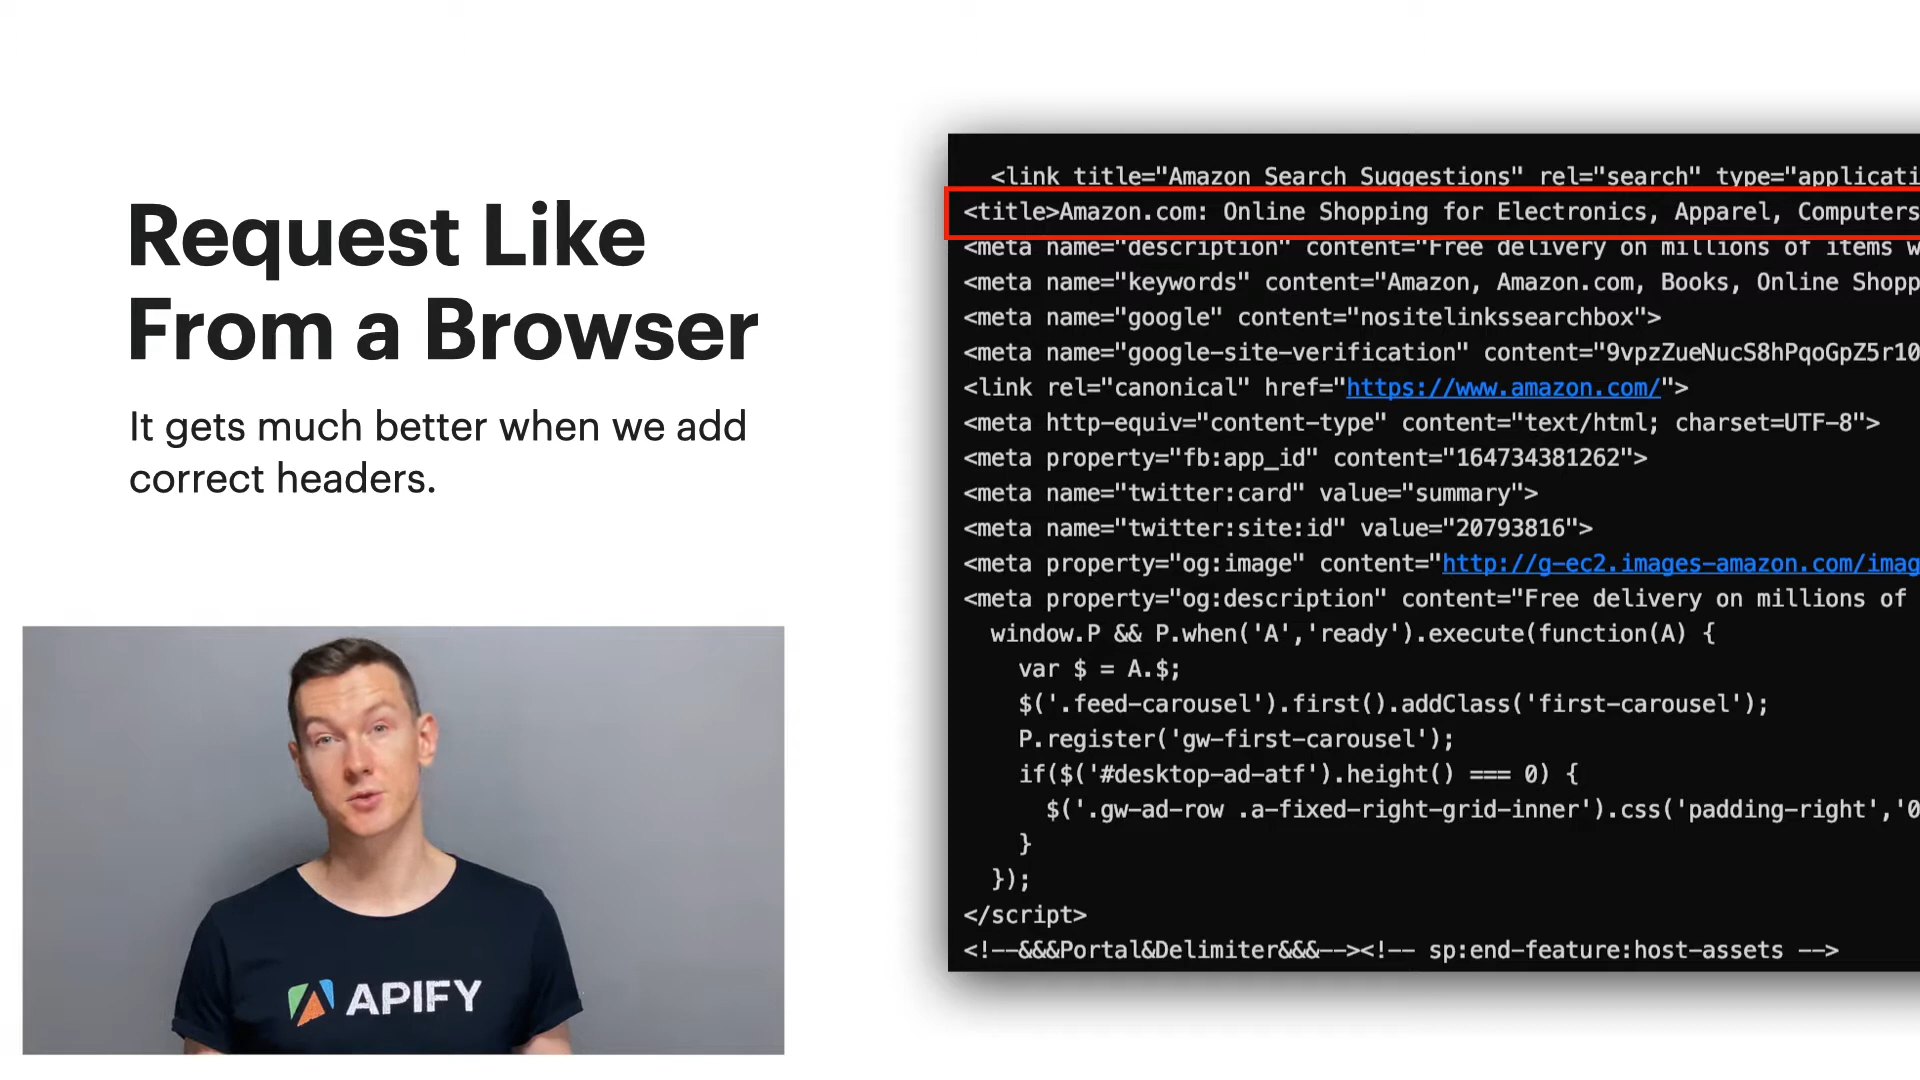 Request Like
From a Browser
It gets much better when we add
correct headers.
APIFY
<link title="Amazon Search Suggestions" rel="search" type="applicati
<title>Amazon.com: Online Shopping for Electronics, Apparel, Computers
<meta name="description" content="Free delivery on millions of items w
<meta name="keywords" content="Amazon, Amazon.com, Books, Online Shopp
<meta name="google" content="nositelinkssearchbox">
<meta name="google-site-verification" content="9vpzZueNucS8hPqoGpZ5r10
<link rel="canonical" href="https://www.amazon.com/">
<meta http-equiv="content-type" content="text/html; charset=UTF-8">
<meta property="fb:app_id" content="164734381262">
<meta name="twitter:card" value="summary">
<meta name="twitter:site:id" value="20793816">
<meta property="og:image" content="http://g-ec2.images-amazon.com/imag
<meta property="og:description" content="Free delivery on millions of
window.P && P.when('A','ready').execute(function(A) {
var $ = A.$;
$('.feed-carousel').first().addClass('first-carousel');
P.register('gw-first-carousel');
if($('#desktop-ad-atf').height() === 0) {
$('.gw-ad-row .a-fixed-right-grid-inner').css('padding-right','0
}
});
</script>
<!--&&&Portal&Delimiter&&&--><!-- sp:end-feature:host-assets -->